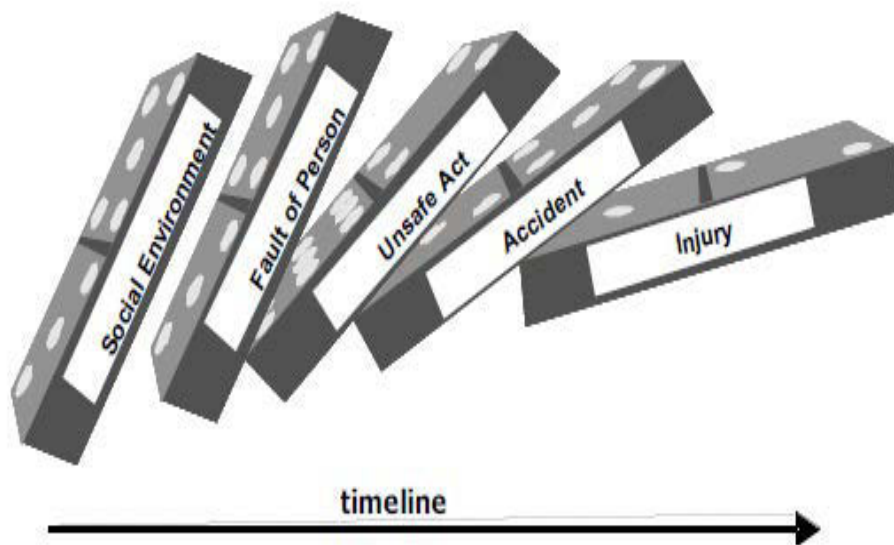 Social Environment
Fault of Person
Unsafe Act
Accident
Injury
timeline